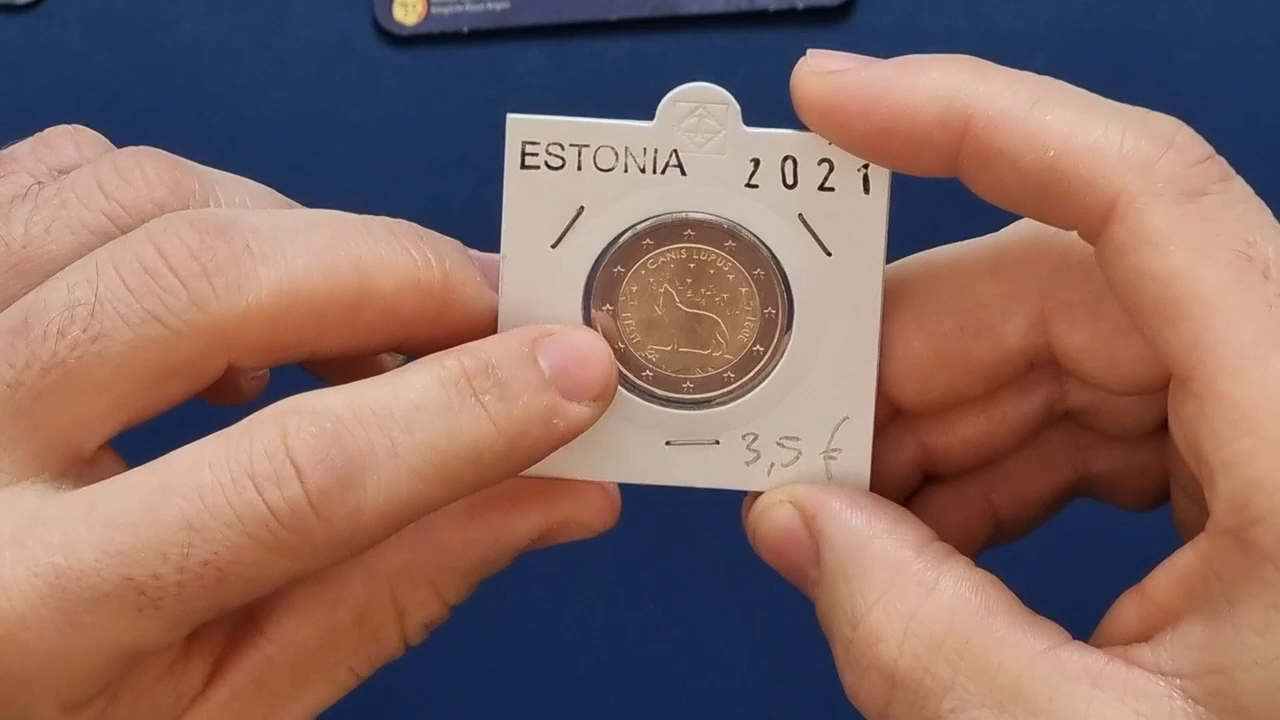 ESTONIA 2021
CANIS LUPUS
EESTI
2021
3,5 €